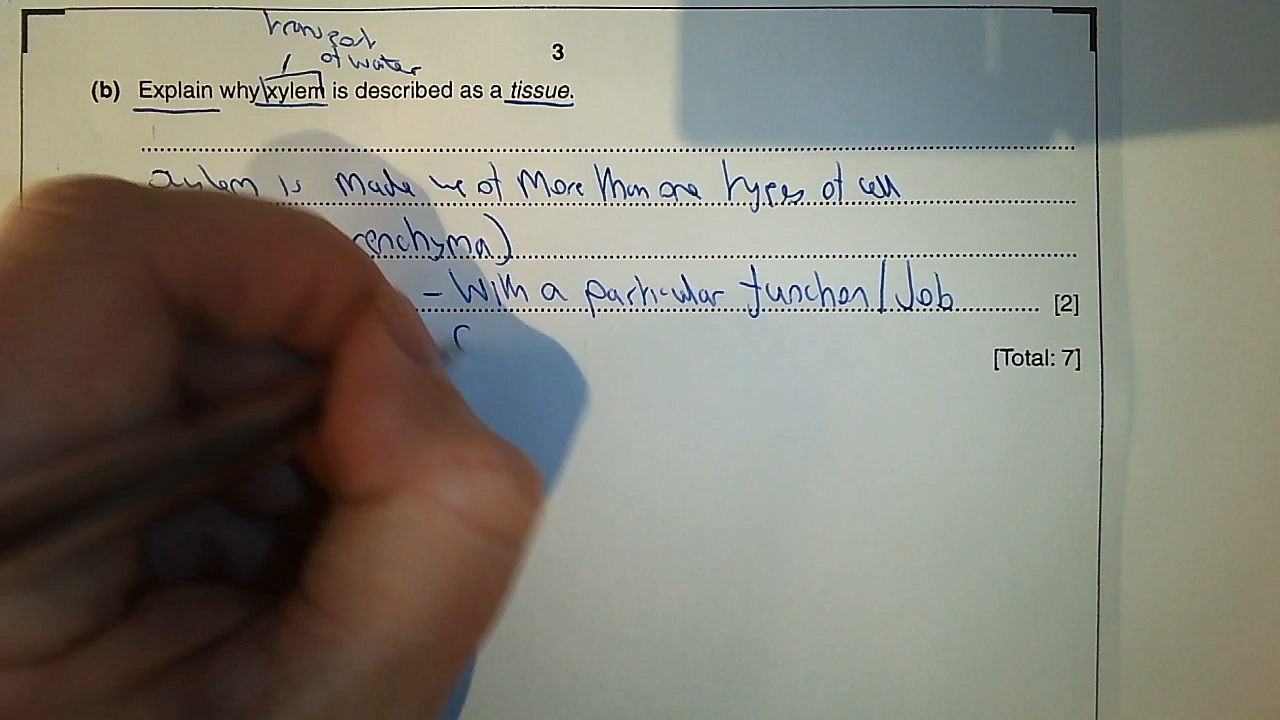 transport
of water
3
(b) Explain why xylem is described as a tissue.
xylem is made up of more than one types of cell
renchyma)
- With a particular function/Job [2]
[Total: 7]